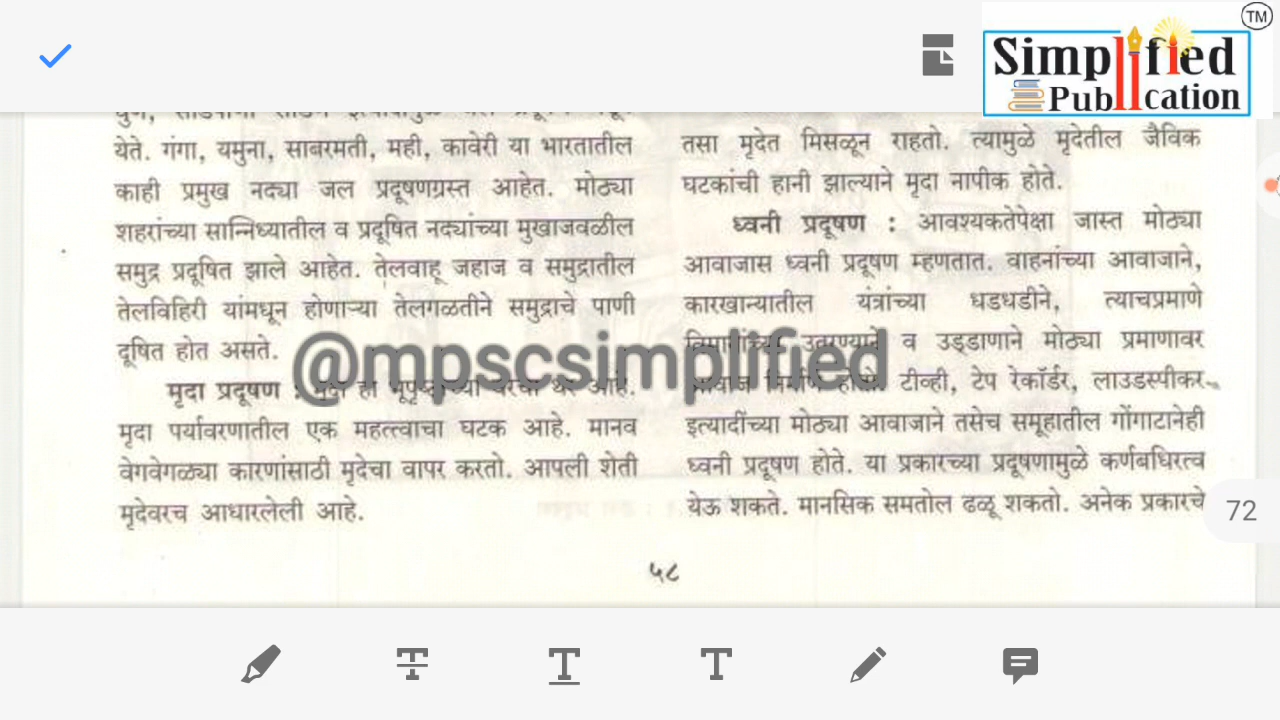 TM
Simplified
Publication
येते. गंगा, यमुना, साबरमती, मही, कावेरी या भारतातील
काही प्रमुख नद्या जल प्रदूषणग्रस्त आहेत. मोठ्या
शहरांच्या सान्निध्यातील व प्रदूषित नद्यांच्या मुखाजवळील
समुद्र प्रदूषित झाले आहेत. तेलवाहू जहाज व समुद्रातील
तेलविहिरी यांमधून होणाऱ्या तेलगळतीने समुद्राचे पाणी
दूषित होत असते.
मृदा प्रदूषण : हा थर आहे.
मृदा पर्यावरणातील एक महत्त्वाचा घटक आहे. मानव
वेगवेगळ्या कारणांसाठी मृदेचा वापर करतो. आपली शेती
मृदेवरच आधारलेली आहे.
तसा मृदेत मिसळून राहतो. त्यामुळे मृदेतील जैविक
घटकांची हानी झाल्याने मृदा नापीक होते.
ध्वनी प्रदूषण : आवश्यकतेपेक्षा जास्त मोठ्या
आवाजास ध्वनी प्रदूषण म्हणतात. वाहनांच्या आवाजाने,
कारखान्यातील यंत्रांच्या धडधडीने, त्याचप्रमाणे
विमानांच्या उतरण्याने व उड्डाणाने मोठ्या प्रमाणावर
आवाज निर्माण होतो. टीव्ही, टेप रेकॉर्डर, लाउडस्पीकर
इत्यादींच्या मोठ्या आवाजाने तसेच समूहातील गोंगाटानेही
ध्वनी प्रदूषण होते. या प्रकारच्या प्रदूषणामुळे कर्णबधिरत्व
येऊ शकते. मानसिक समतोल ढळू शकतो. अनेक प्रकारचे
@mpscsimplified
72
५८